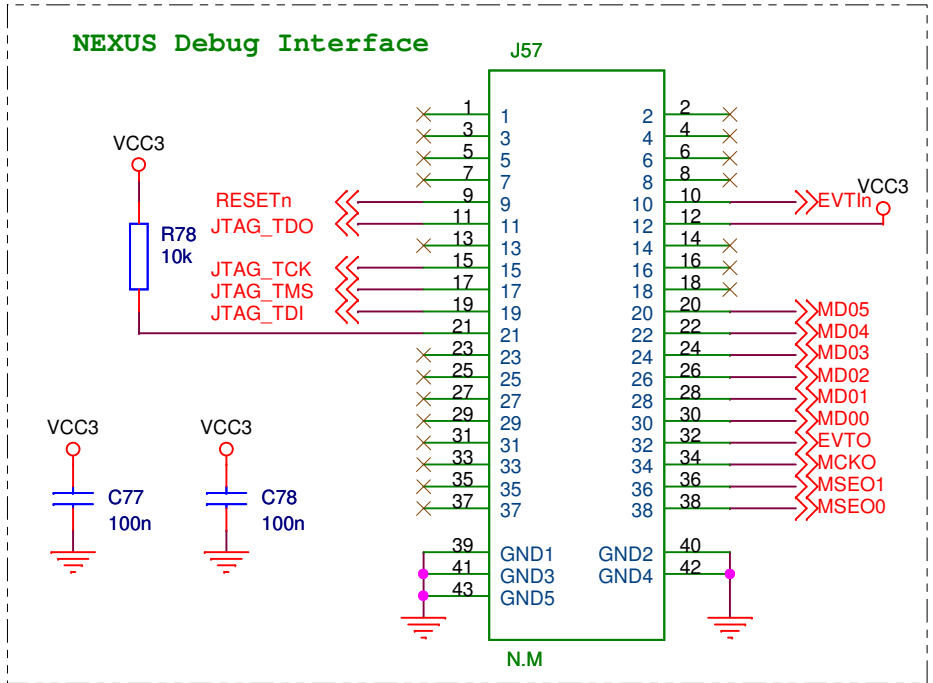 NEXUS Debug Interface
J57
1 1 2 2
3 3 4 4
VCC3
5 5 6 6
7 7 8 8
VCC3
RESETn 9 9 10 10 EVTIn
JTAG_TDO 11 11 12 12
R78
10k
13 13 14 14
JTAG_TCK 15 15 16 16
JTAG_TMS 17 17 18 18
JTAG_TDI 19 19 20 20 MD05
21 21 22 22 MD04
23 23 24 24 MD03
25 25 26 26 MD02
27 27 28 28 MD01
29 29 30 30 MD00
VCC3 VCC3
31 31 32 32 EVTO
33 33 34 34 MCKO
35 35 36 36 MSEO1
37 37 38 38 MSEO0
C77 C78
100n 100n
39 GND1 GND2 40
41 GND3 GND4 42
43 GND5
N.M